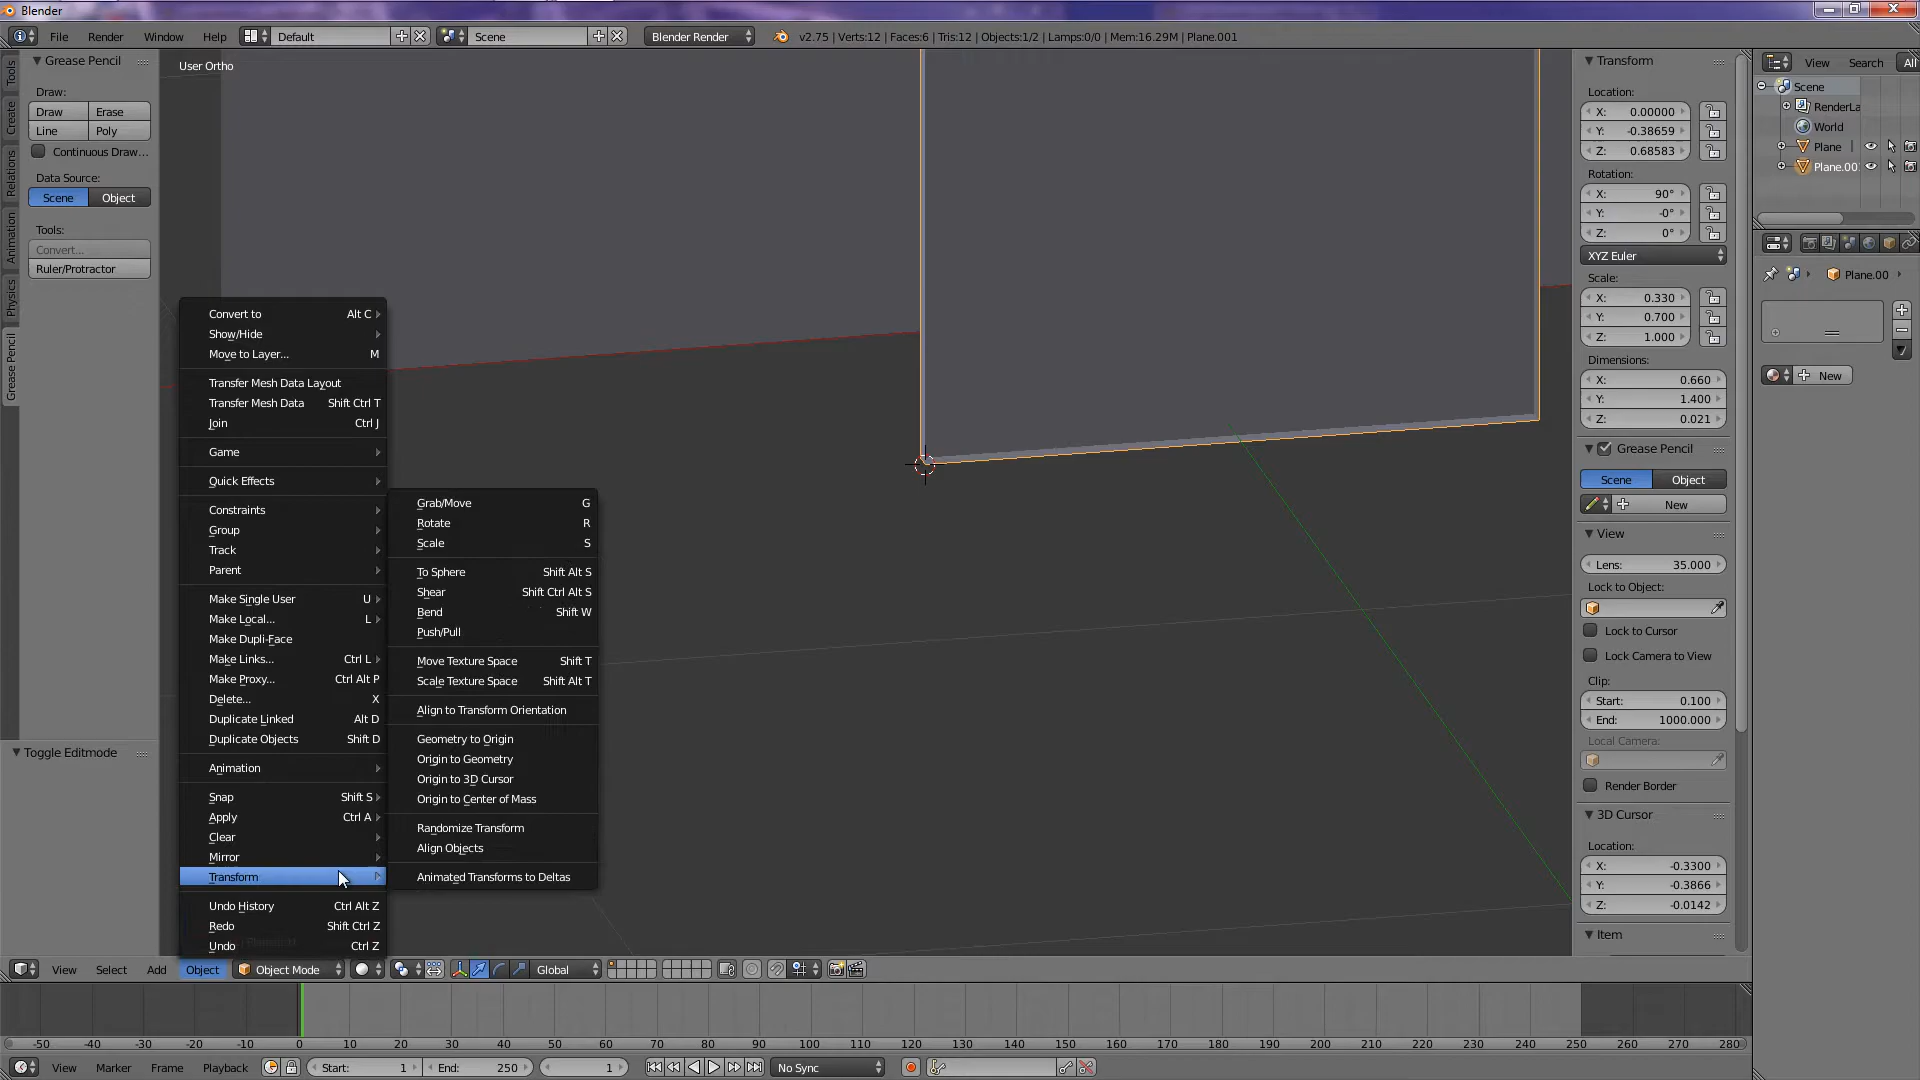 Blender
File Render Window Help Default Scene Blender Render v2.75 | Verts:12 | Faces:6 | Tris:12 | Objects:1/2 | Lamps:0/0 | Mem:16.29M | Plane.001
Tools
Create
Relations
Animation
Physics
Grease Pencil
Grease Pencil
Draw:
Draw Erase
Line Poly
Continuous Draw...
Data Source:
Scene Object
Tools:
Convert...
Ruler/Protractor
Toggle Editmode
User Ortho
Convert to Alt C
Show/Hide
Move to Layer... M
Transfer Mesh Data Layout
Transfer Mesh Data Shift Ctrl T
Join Ctrl J
Game
Quick Effects
Constraints
Group
Track
Parent
Make Single User U
Make Local... L
Make Dupli-Face
Make Links... Ctrl L
Make Proxy... Ctrl Alt P
Delete... X
Duplicate Linked Alt D
Duplicate Objects Shift D
Animation
Snap Shift S
Apply Ctrl A
Clear
Mirror
Transform
Undo History Ctrl Alt Z
Redo Shift Ctrl Z
Undo Ctrl Z
Grab/Move G
Rotate R
Scale S
To Sphere Shift Alt S
Shear Shift Ctrl Alt S
Bend Shift W
Push/Pull
Move Texture Space Shift T
Scale Texture Space Shift Alt T
Align to Transform Orientation
Geometry to Origin
Origin to Geometry
Origin to 3D Cursor
Origin to Center of Mass
Randomize Transform
Align Objects
Animated Transforms to Deltas
Transform
Location:
X: 0.00000
Y: -0.38659
Z: 0.68583
Rotation:
X: 90°
Y: -0°
Z: 0°
XYZ Euler
Scale:
X: 0.330
Y: 0.700
Z: 1.000
Dimensions:
X: 0.660
Y: 1.400
Z: 0.021
Grease Pencil
Scene Object
New
View
Lens: 35.000
Lock to Object:
Lock to Cursor
Lock Camera to View
Clip:
Start: 0.100
End: 1000.000
Local Camera:
Render Border
3D Cursor
Location:
X: -0.3300
Y: -0.3866
Z: -0.0142
Item
View Search All
Scene
RenderLa
World
Plane
Plane.00
Plane.00
New
View Select Add Object Object Mode Global
-50 -40 -30 -20 -10 0 10 20 30 40 50 60 70 80 90 100 110 120 130 140 150 160 170 180 190 200 210 220 230 240 250 260 270 280
View Marker Frame Playback Start: 1 End: 250 1 No Sync